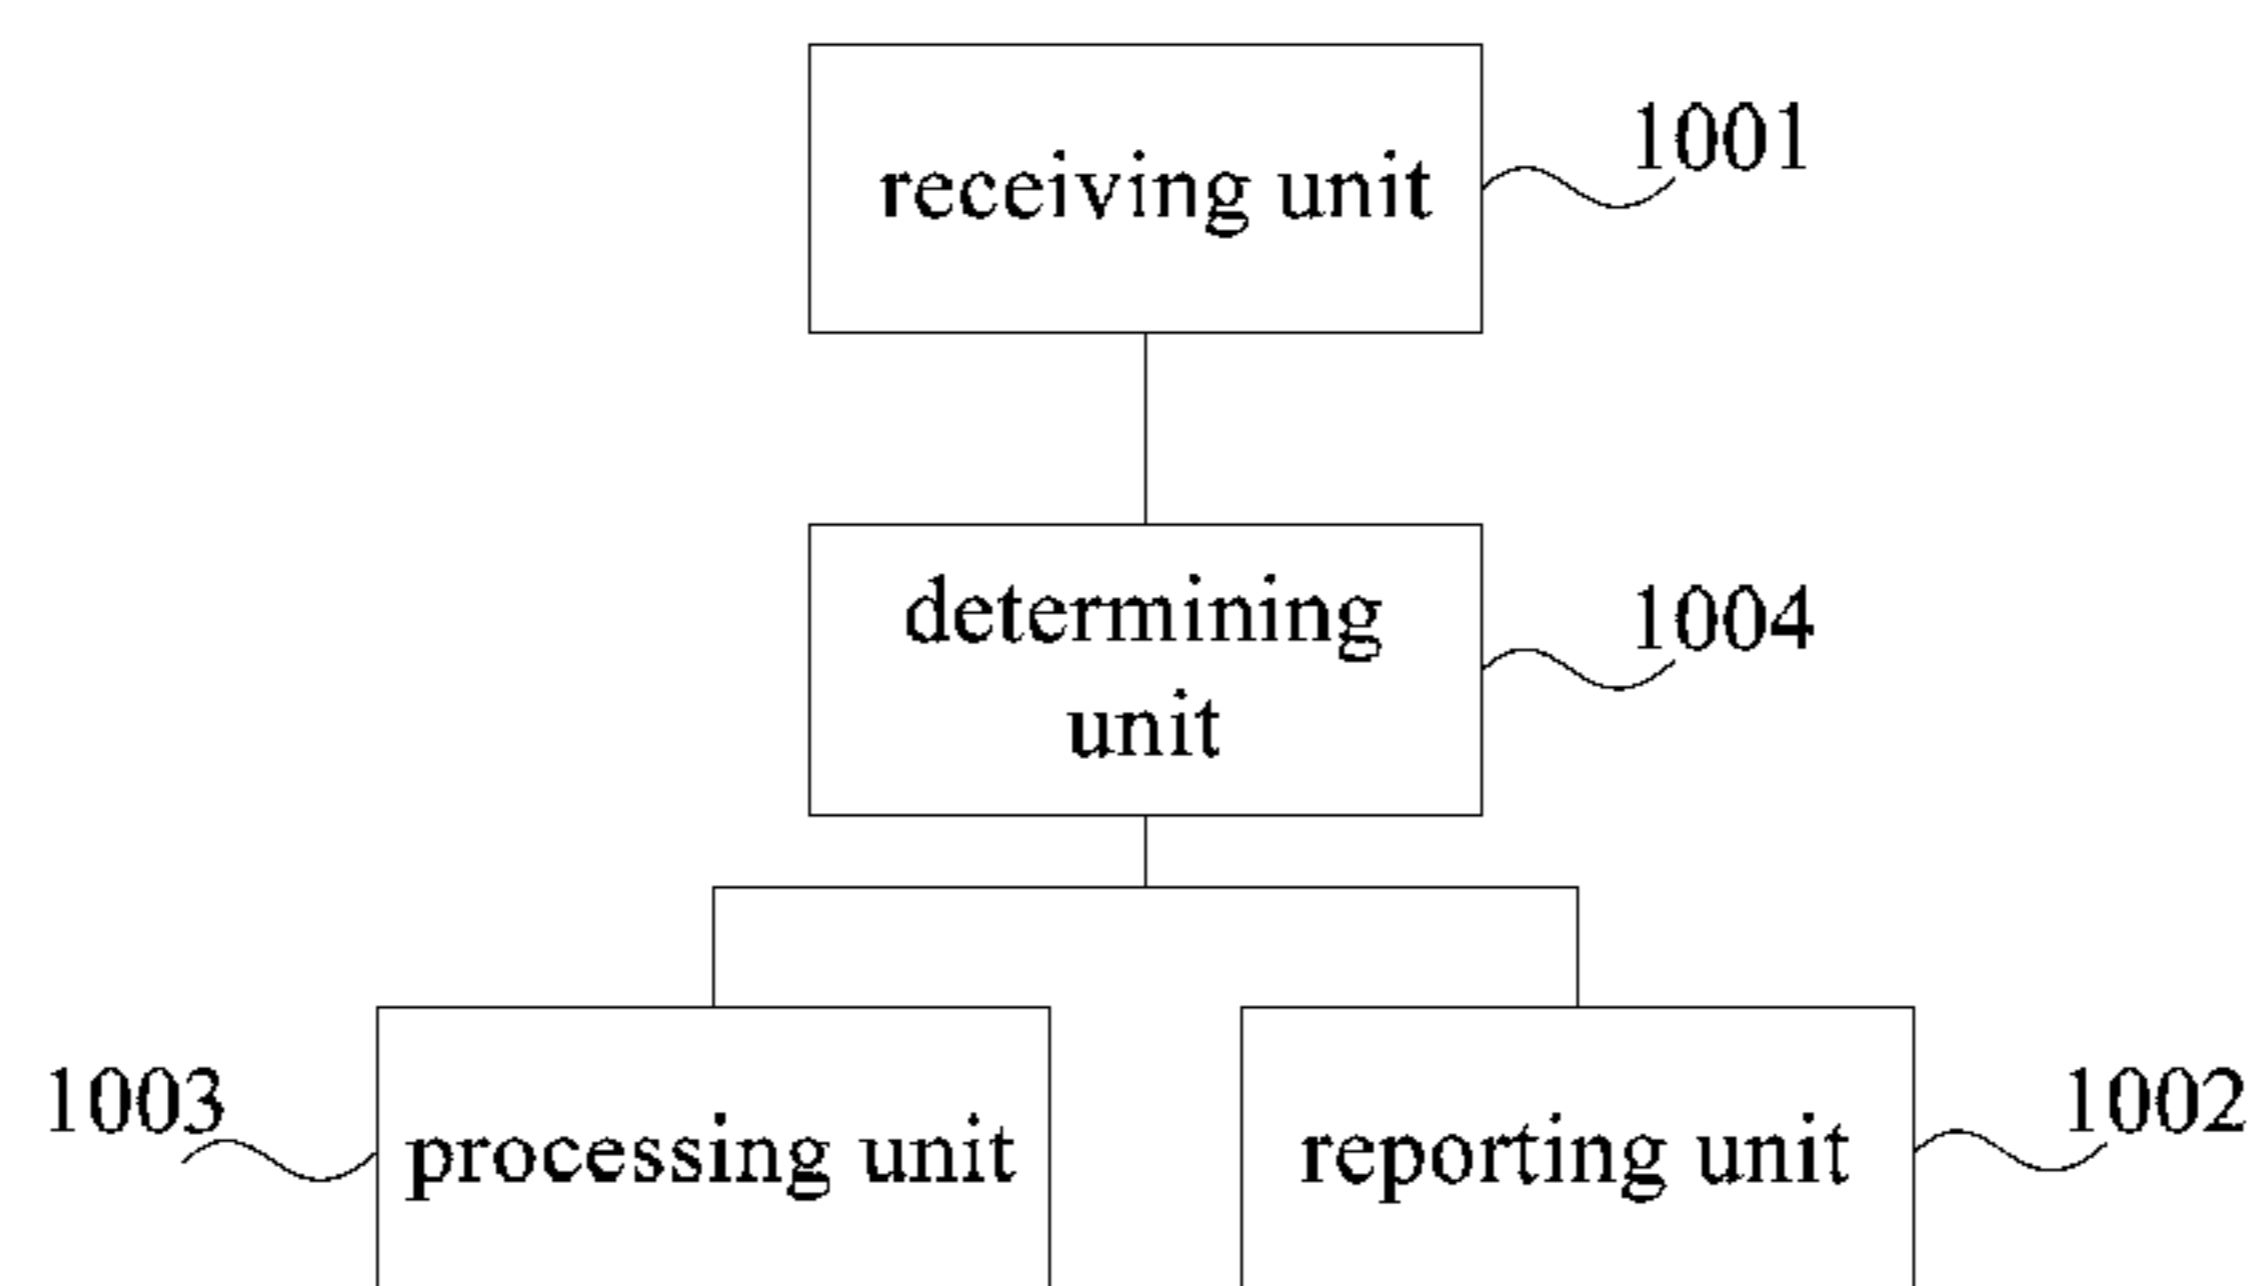 receiving unit
1001
determining
unit
1004
1003
processing unit
reporting unit
1002